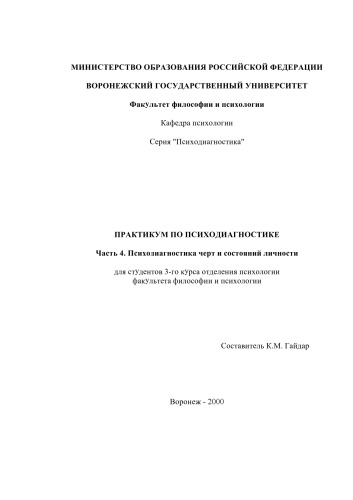 МИНИСТЕРСТВО ОБРАЗОВАНИЯ РОССИЙСКОЙ ФЕДЕРАЦИИ
ВОРОНЕЖСКИЙ ГОСУДАРСТВЕННЫЙ УНИВЕРСИТЕТ
Факультет философии и психологии
Кафедра психологии
Серия "Психодиагностика"
ПРАКТИКУМ ПО ПСИХОДИАГНОСТИКЕ
Часть 4. Психодиагностика черт и состояний личности
для студентов 3-го курса отделения психологии
факультета философии и психологии
Составитель К.М. Гайдар
Воронеж - 2000